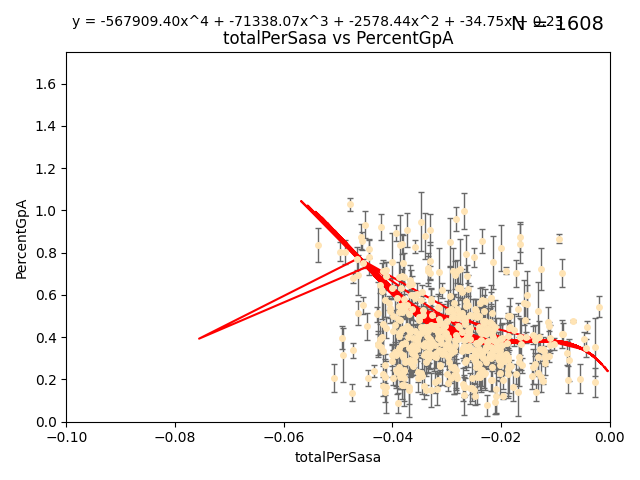 y = -567909.40x^4 + -71338.07x^3 + -2578.44x^2 + -34.75x + 0.23
N = 1608
totalPerSasa vs PercentGpA
1.6
1.4
1.2
1.0
0.8
0.6
0.4
0.2
0.0
PercentGpA
−0.10 −0.08 −0.06 −0.04 −0.02 0.00
totalPerSasa